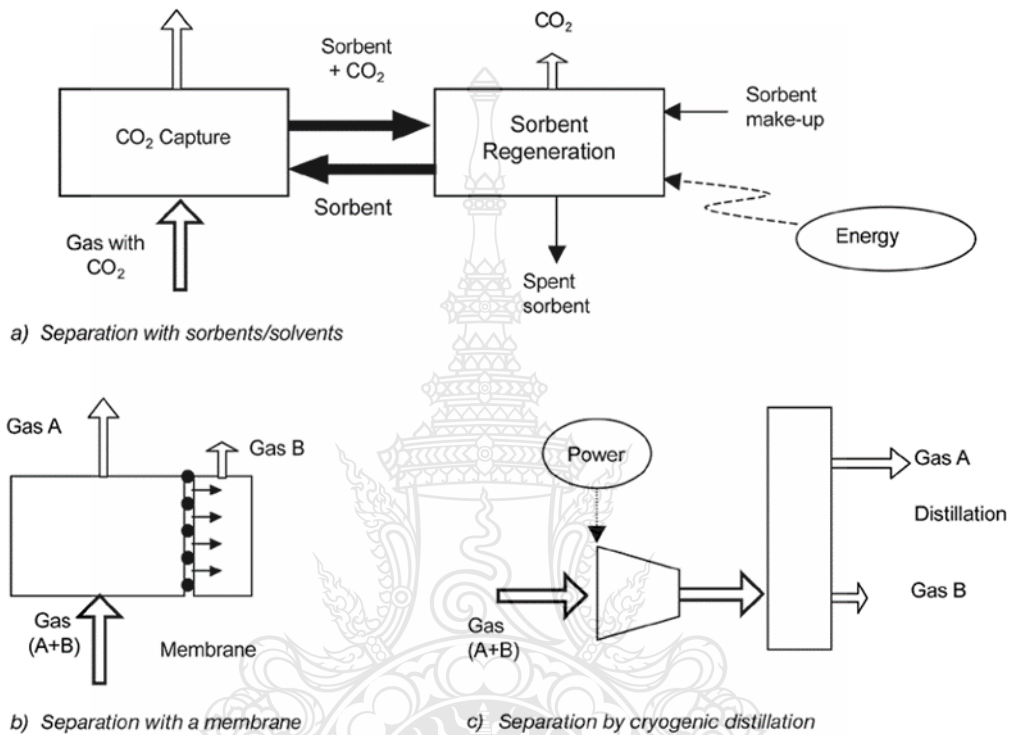 CO₂
Sorbent
+ CO₂
CO₂ Capture
Sorbent
Regeneration
Sorbent
make-up
Sorbent
Gas with
CO₂
Energy
Spent
sorbent
a) Separation with sorbents/solvents
Gas A
Gas B
Gas
(A+B)
Membrane
b) Separation with a membrane
Power
Gas A
Distillation
Gas B
Gas
(A+B)
c) Separation by cryogenic distillation